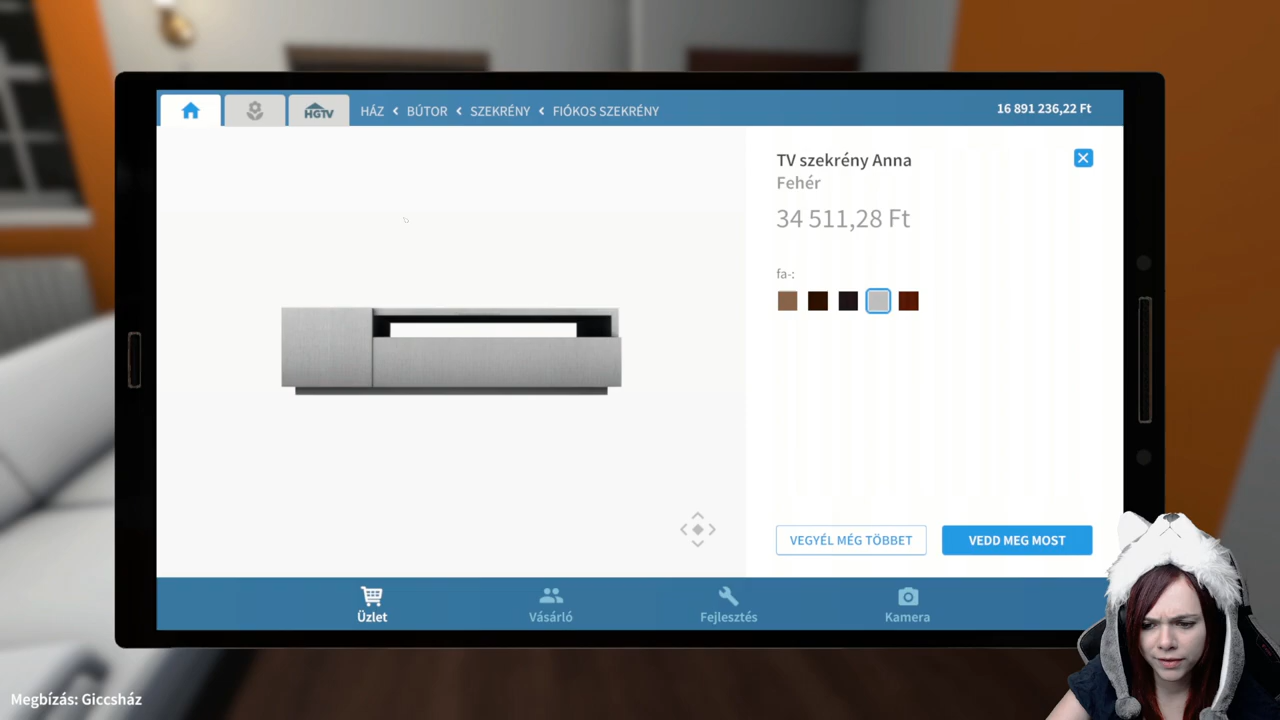 HGTV
HÁZ < BÚTOR < SZEKRÉNY < FIÓKOS SZEKRÉNY
16 891 236,22 Ft
TV szekrény Anna
Fehér
34 511,28 Ft
fa-:
VEGYÉL MÉG TÖBBET
VEDD MEG MOST
Üzlet
Vásárló
Fejlesztés
Kamera
Megbízás: Giccsház